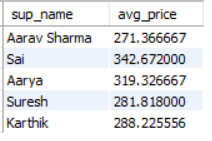 sup_name avg_price
Aarav Sharma 271.366667
Sai 342.672000
Aarya 319.326667
Suresh 281.818000
Karthik 288.225556